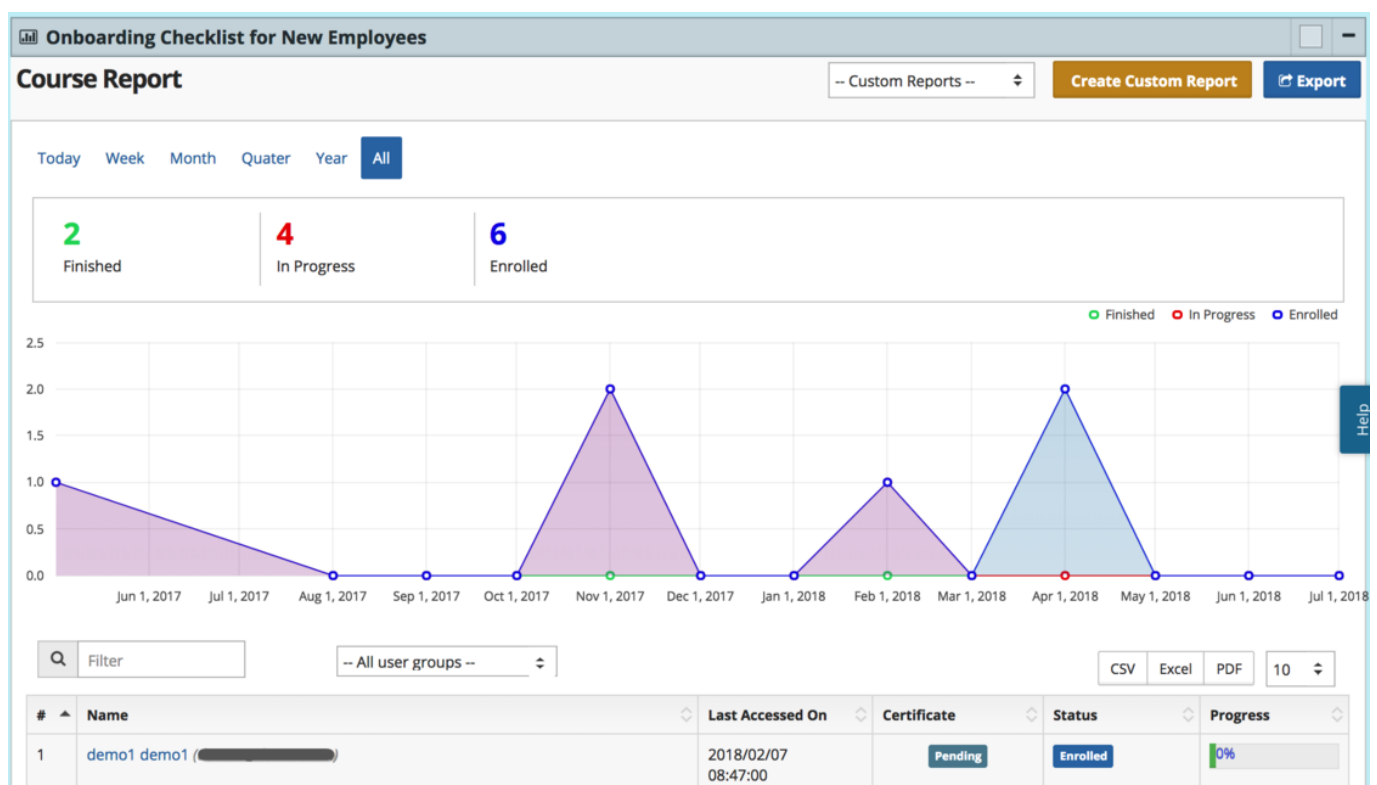 Onboarding Checklist for New Employees
Course Report
-- Custom Reports --
Create Custom Report
Export
Today Week Month Quater Year All
2 4 6
Finished In Progress Enrolled
Finished In Progress Enrolled
2.5
2.0
1.5
1.0
0.5
0.0
Jun 1, 2017 Jul 1, 2017 Aug 1, 2017 Sep 1, 2017 Oct 1, 2017 Nov 1, 2017 Dec 1, 2017 Jan 1, 2018 Feb 1, 2018 Mar 1, 2018 Apr 1, 2018 May 1, 2018 Jun 1, 2018 Jul 1, 2018
Help
Filter
-- All user groups --
CSV Excel PDF 10
# Name Last Accessed On Certificate Status Progress
1 demo1 demo1 ( ) 2018/02/07 Pending Enrolled 0%
08:47:00